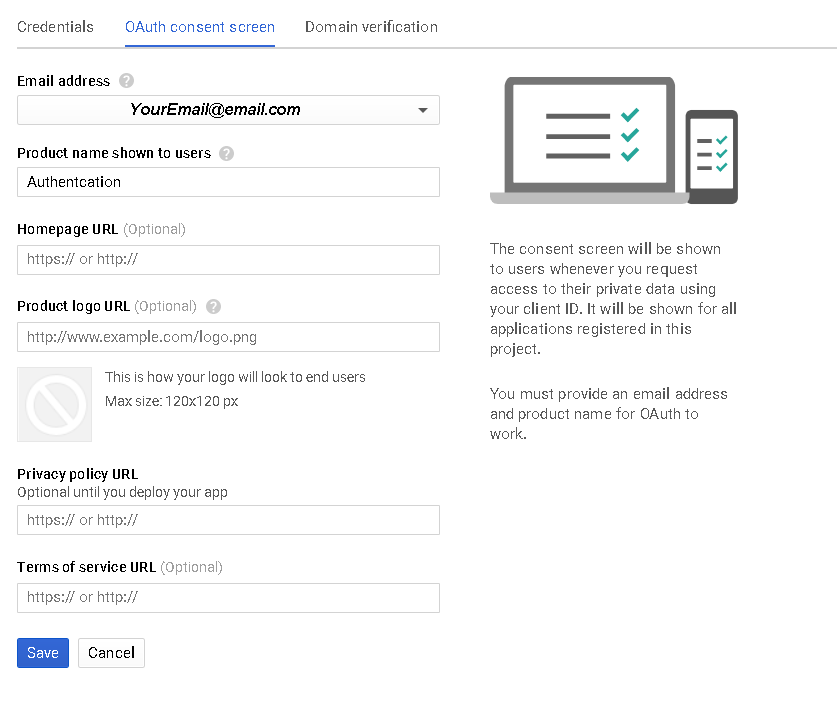 Credentials
OAuth consent screen
Domain verification
Email address ?
YourEmail@email.com
Product name shown to users ?
Authentcation
Homepage URL (Optional)
https:// or http://
Product logo URL (Optional) ?
http://www.example.com/logo.png
This is how your logo will look to end users
Max size: 120x120 px
Privacy policy URL
Optional until you deploy your app
https:// or http://
Terms of service URL (Optional)
https:// or http://
Save
Cancel
The consent screen will be shown
to users whenever you request
access to their private data using
your client ID. It will be shown for all
applications registered in this
project.
You must provide an email address
and product name for OAuth to
work.